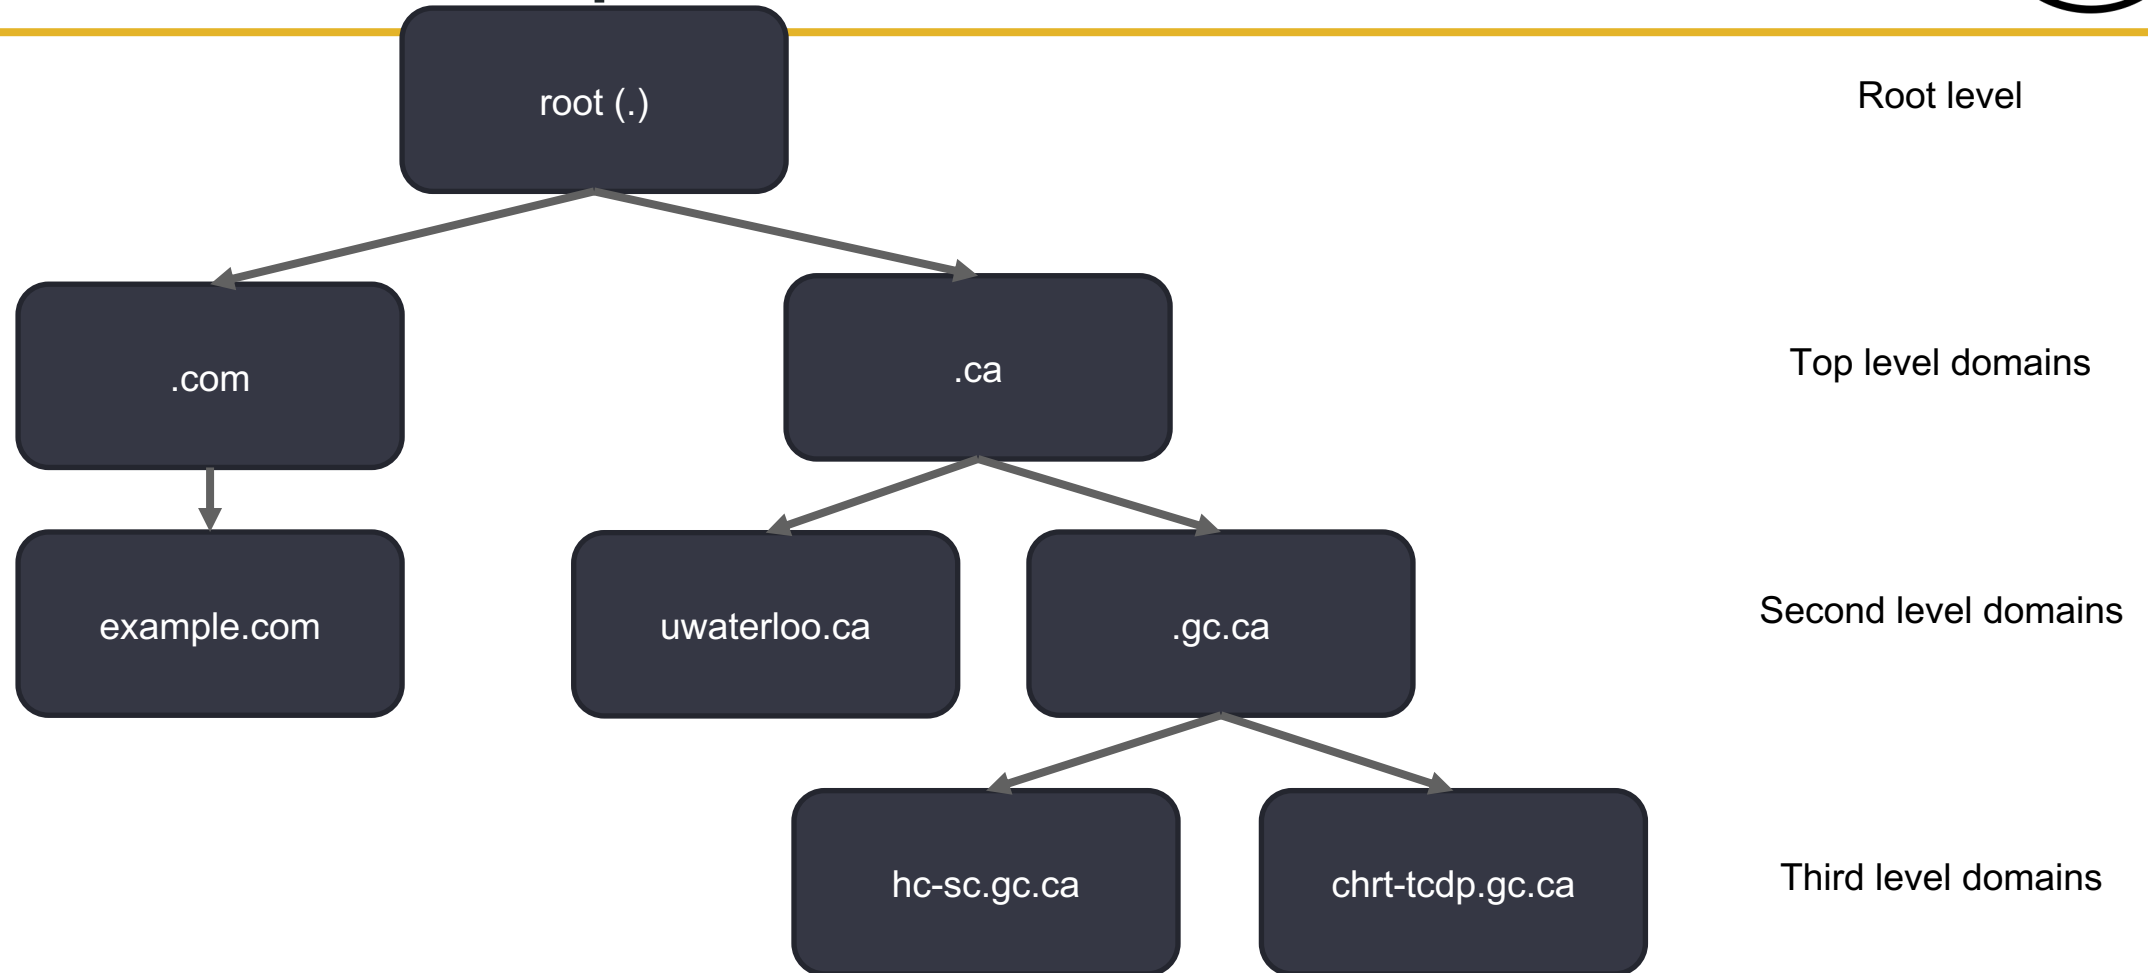 root (.)
Root level
.com
.ca
Top level domains
example.com
uwaterloo.ca
.gc.ca
Second level domains
hc-sc.gc.ca
chrt-tcdp.gc.ca
Third level domains